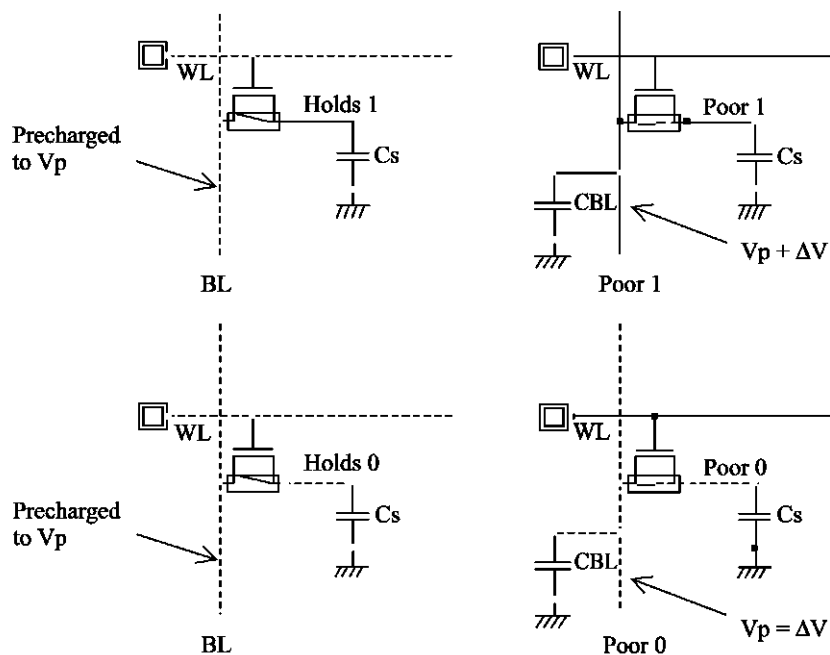 WL
Holds 1
Precharged
to Vp
Cs
BL
WL
Poor 1
Cs
CBL
Vp + ΔV
Poor 1
WL
Holds 0
Precharged
to Vp
Cs
BL
WL
Poor 0
Cs
CBL
Vp = ΔV
Poor 0